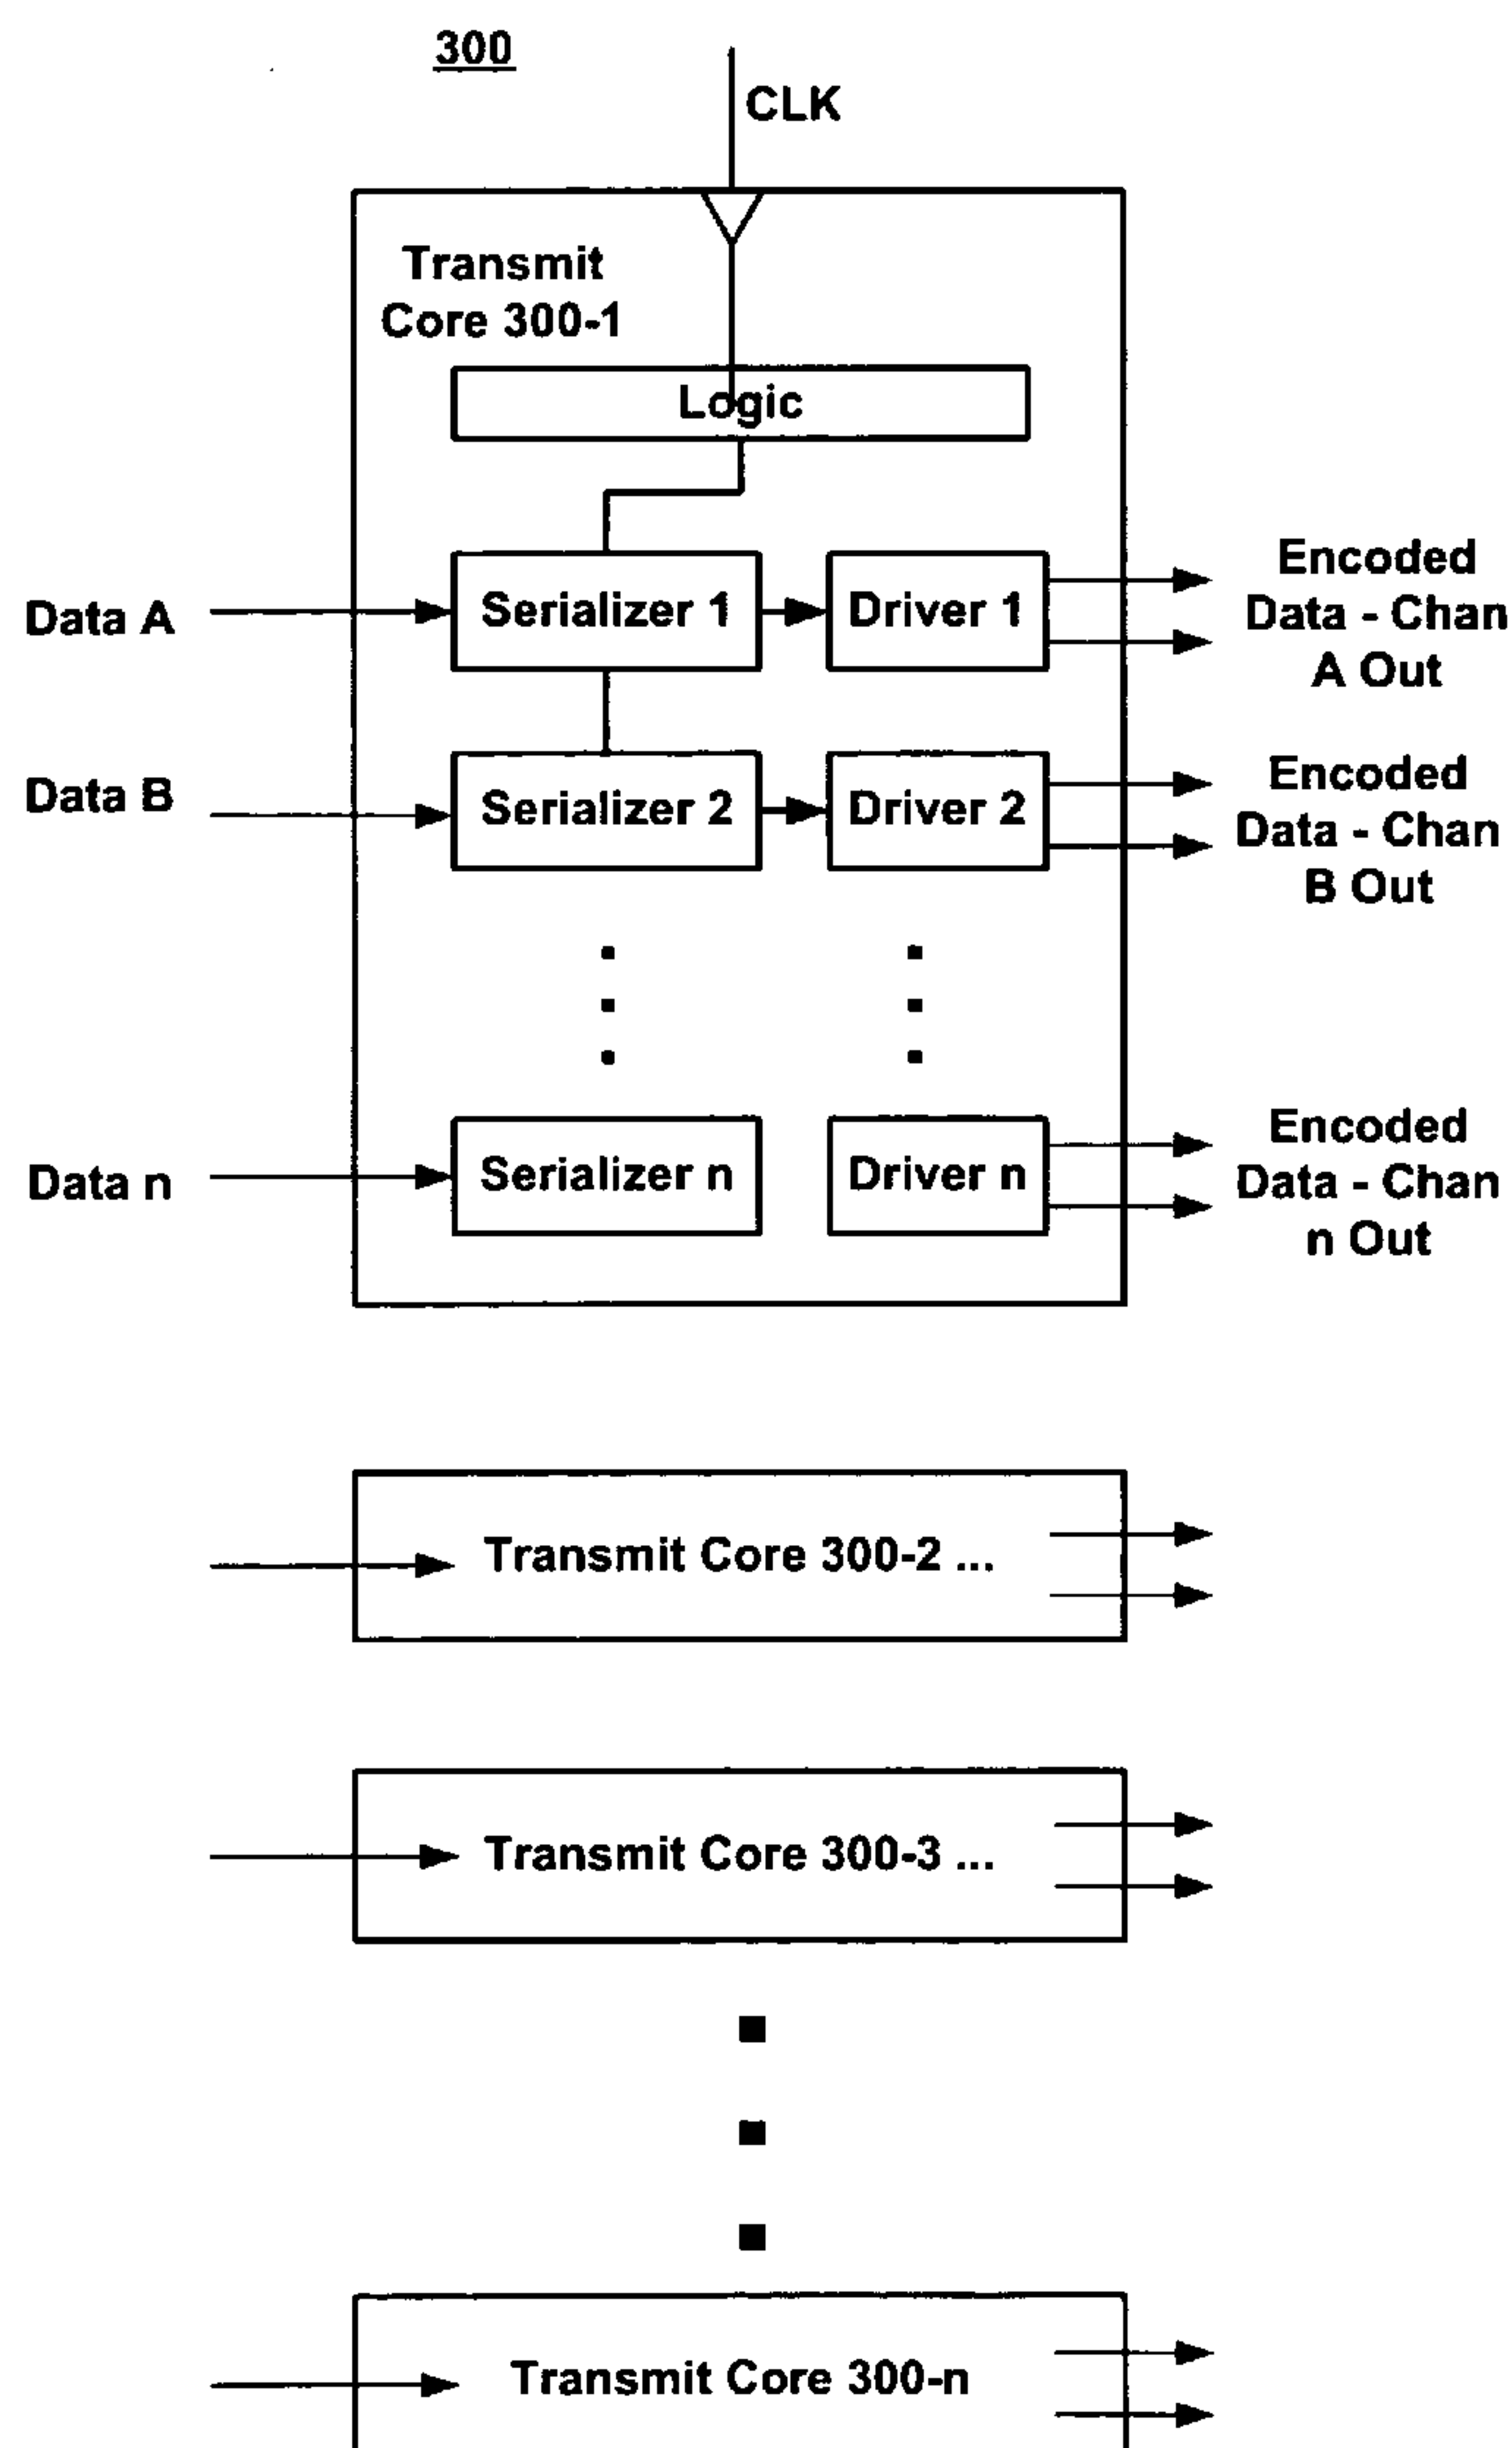 300
CLK
Transmit
Core 300-1
Logic
Data A
Serializer 1
Driver 1
Encoded
Data - Chan
A Out
Data B
Serializer 2
Driver 2
Encoded
Data - Chan
B Out
Data n
Serializer n
Driver n
Encoded
Data - Chan
n Out
Transmit Core 300-2 ...
Transmit Core 300-3 ...
Transmit Core 300-n